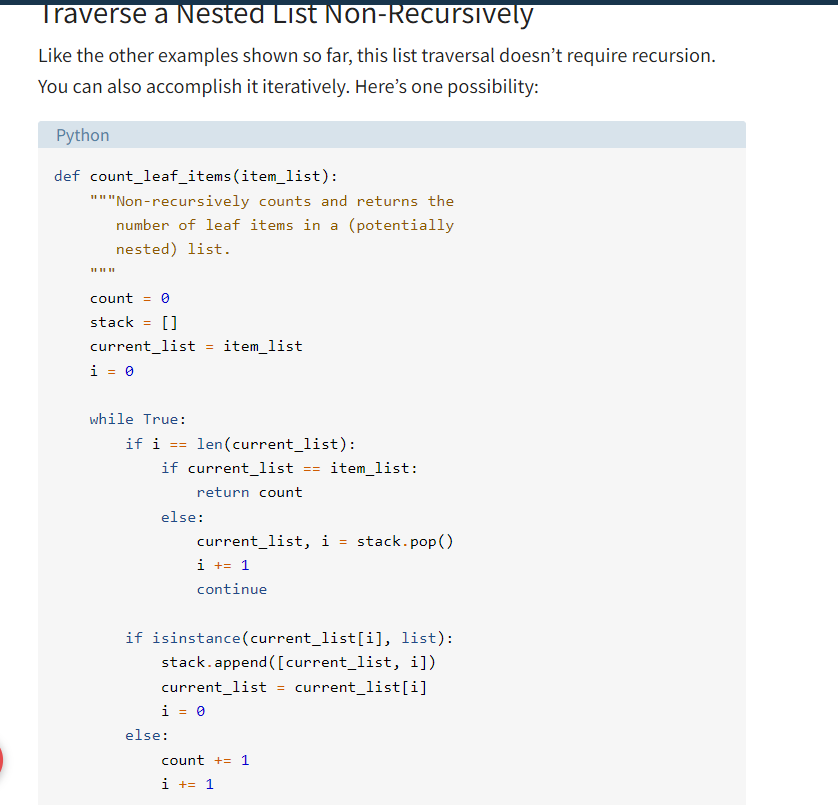 Traverse a Nested List Non-Recursively
Like the other examples shown so far, this list traversal doesn’t require recursion.
You can also accomplish it iteratively. Here’s one possibility:
Python
def count_leaf_items(item_list):
    """Non-recursively counts and returns the
       number of leaf items in a (potentially
       nested) list.
    """
    count = 0
    stack = []
    current_list = item_list
    i = 0

    while True:
        if i == len(current_list):
            if current_list == item_list:
                return count
            else:
                current_list, i = stack.pop()
                i += 1
                continue

        if isinstance(current_list[i], list):
            stack.append([current_list, i])
            current_list = current_list[i]
            i = 0
        else:
            count += 1
            i += 1